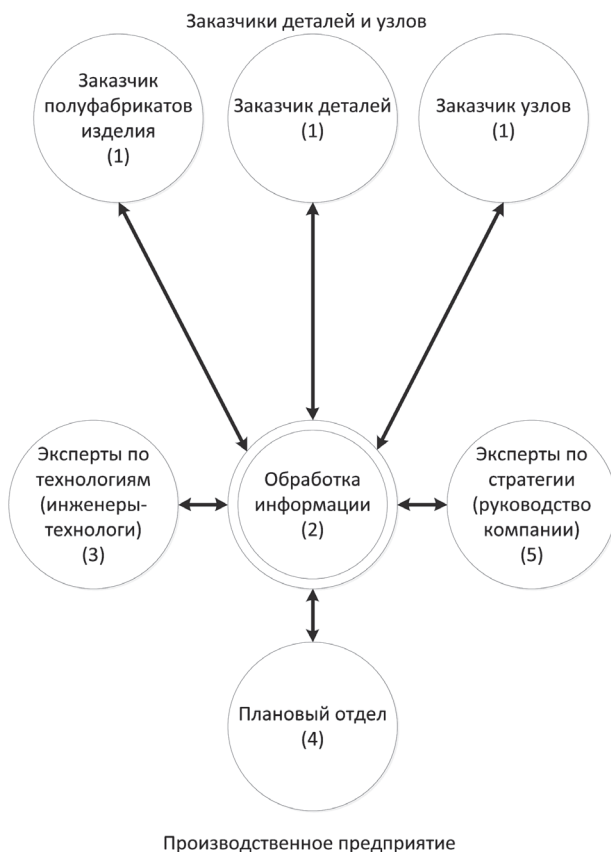 Заказчики деталей и узлов
Заказчик
полуфабрикатов
изделия
(1)
Заказчик деталей
(1)
Заказчик узлов
(1)
Эксперты по
технологиям
(инженеры-
технологи)
(3)
Обработка
информации
(2)
Эксперты по
стратегии
(руководство
компании)
(5)
Плановый отдел
(4)
Производственное предприятие